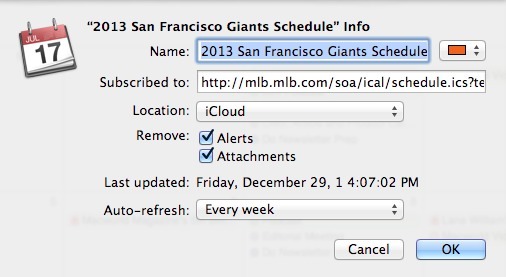 “2013 San Francisco Giants Schedule” Info
JUL
17
Name: 2013 San Francisco Giants Schedule
Subscribed to: http://mlb.mlb.com/soa/ical/schedule.ics?te
Location: iCloud
Remove: Alerts
Attachments
Last updated: Friday, December 29, 1 4:07:02 PM
Auto-refresh: Every week
Cancel OK